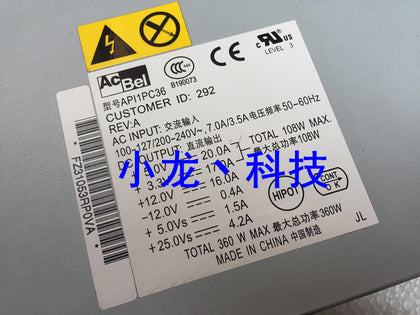 ACBel
CCC
B190073
CE
c RU US
LEVEL 3
型号API1PC36
CUSTOMER ID: 292
REV:A
AC INPUT: 交流输入
100-127/200-240V~, 7.0A/3.5A 电压频率50-60Hz
直流输出
20.0A TOTAL 108W MAX.
+ 3.3V 最大总功率108W
+12.0V 16.0A
-12.0V 0.4A
+ 5.0Vs 1.5A
+25.0Vs 4.2A
HIPOT
OK
TOTAL 360 W MAX 最大总功率360W
MADE IN CHINA 中国制造
JL
FZ31053RP0VA
小龙、科技